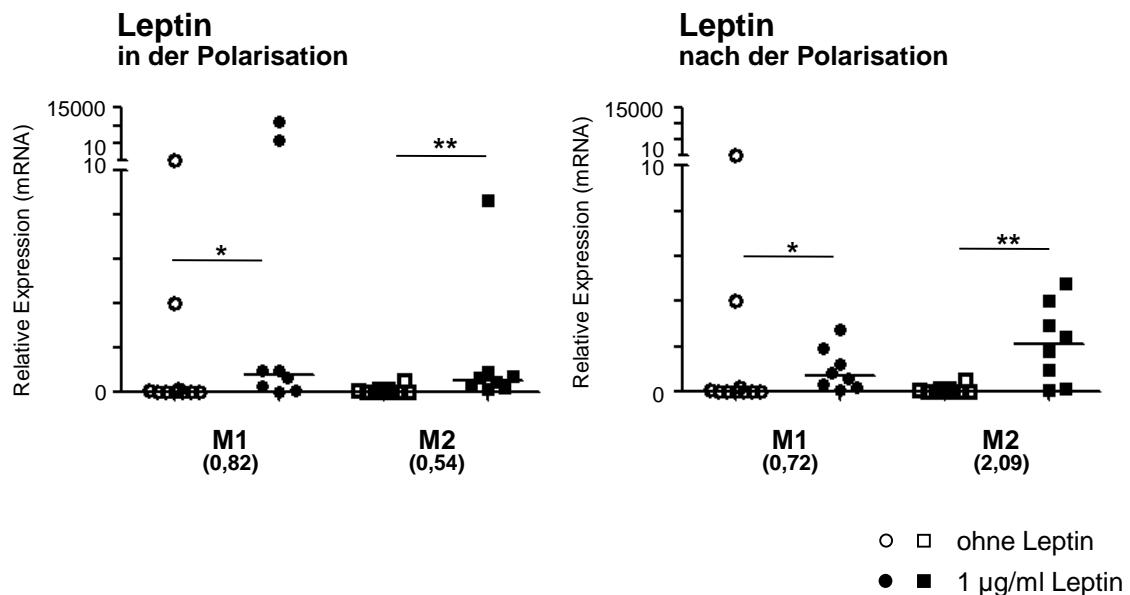 Leptin
in der Polarisation
Relative Expression (mRNA)
15000
10
10
0
*
**
M1
(0,82)
M2
(0,54)
Leptin
nach der Polarisation
Relative Expression (mRNA)
15000
10
10
0
*
**
M1
(0,72)
M2
(2,09)
ohne Leptin
1 µg/ml Leptin